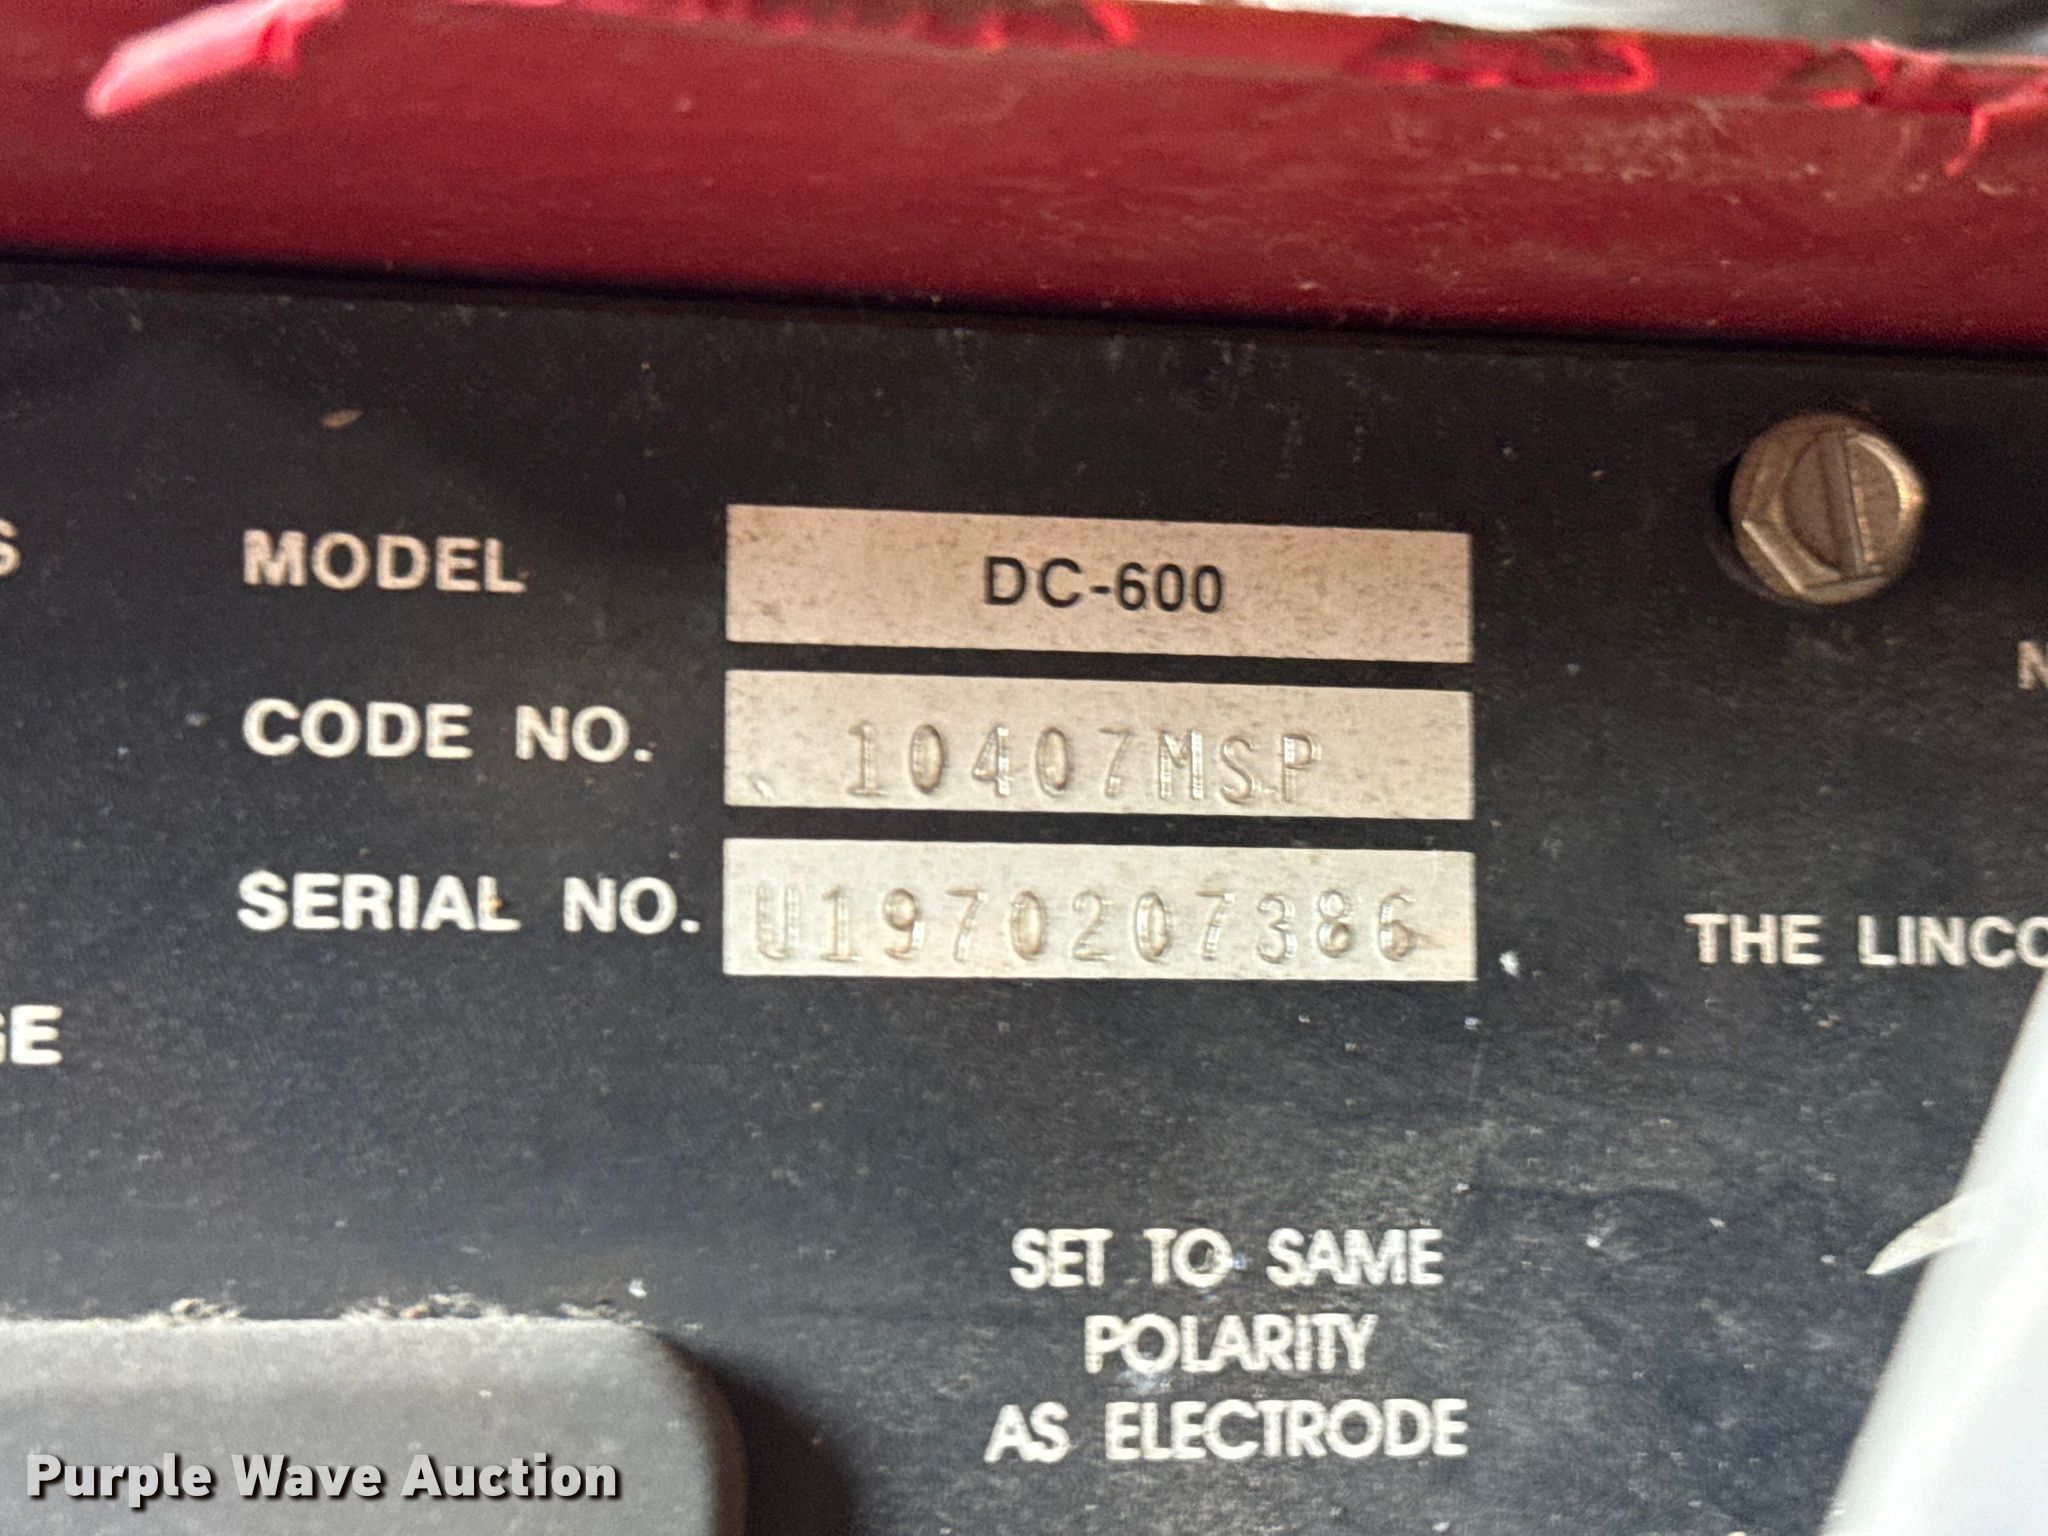 MODEL DC-600
CODE NO. 10407MSP
SERIAL NO. U1970207386
THE LINCO
SET TO SAME
POLARITY
AS ELECTRODE
Purple Wave Auction